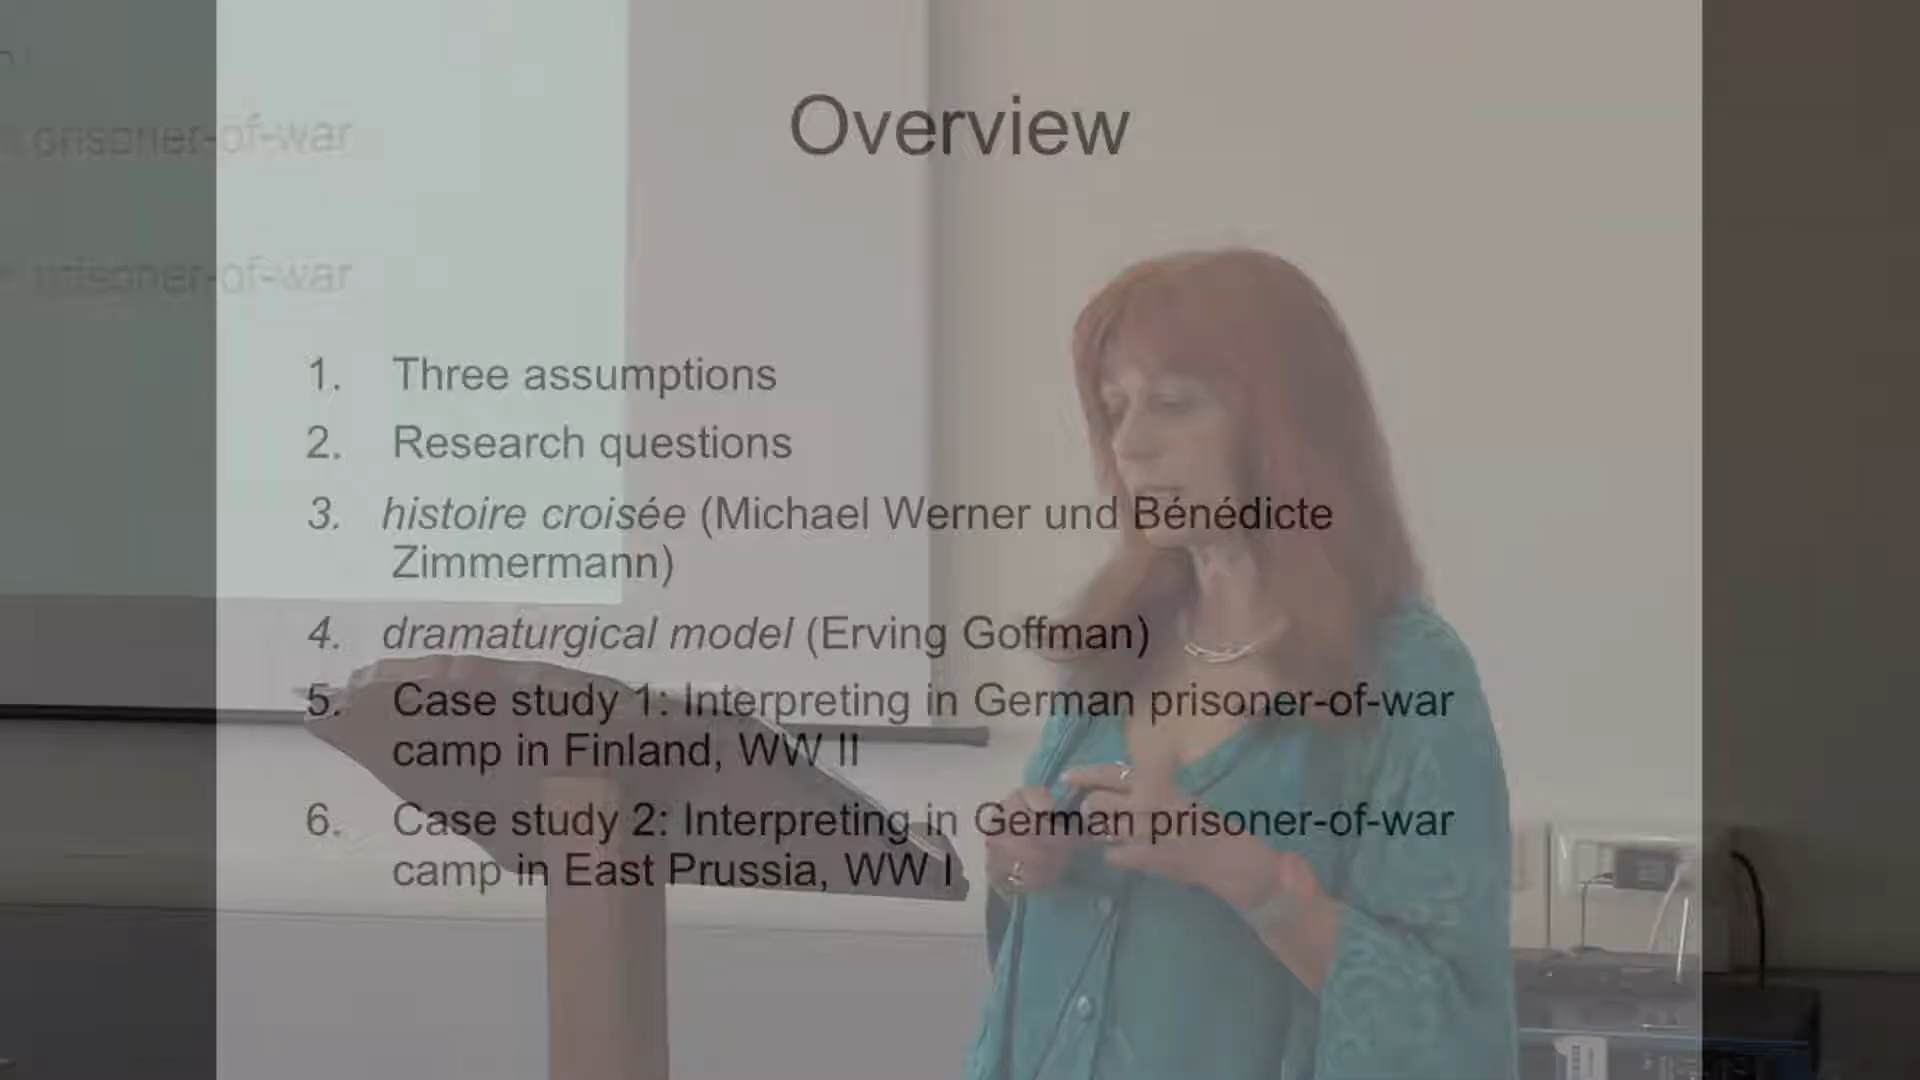 Overview
prisoner-of-war
prisoner-of-war
1. Three assumptions
2. Research questions
3. histoire croisée (Michael Werner und Bénédicte
Zimmermann)
4. dramaturgical model (Erving Goffman)
5. Case study 1: Interpreting in German prisoner-of-war
camp in Finland, WW II
6. Case study 2: Interpreting in German prisoner-of-war
camp in East Prussia, WW I